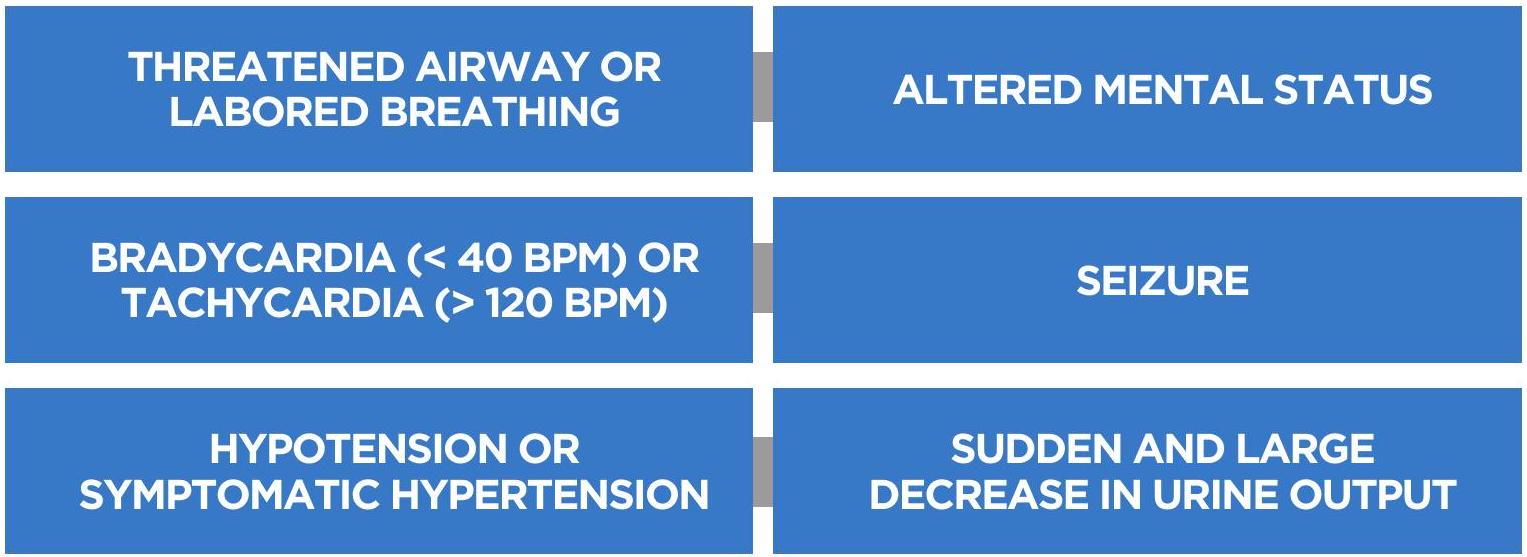 THREATENED AIRWAY OR
LABORED BREATHING
ALTERED MENTAL STATUS
BRADYCARDIA (< 40 BPM) OR
TACHYCARDIA (> 120 BPM)
SEIZURE
HYPOTENSION OR
SYMPTOMATIC HYPERTENSION
SUDDEN AND LARGE
DECREASE IN URINE OUTPUT